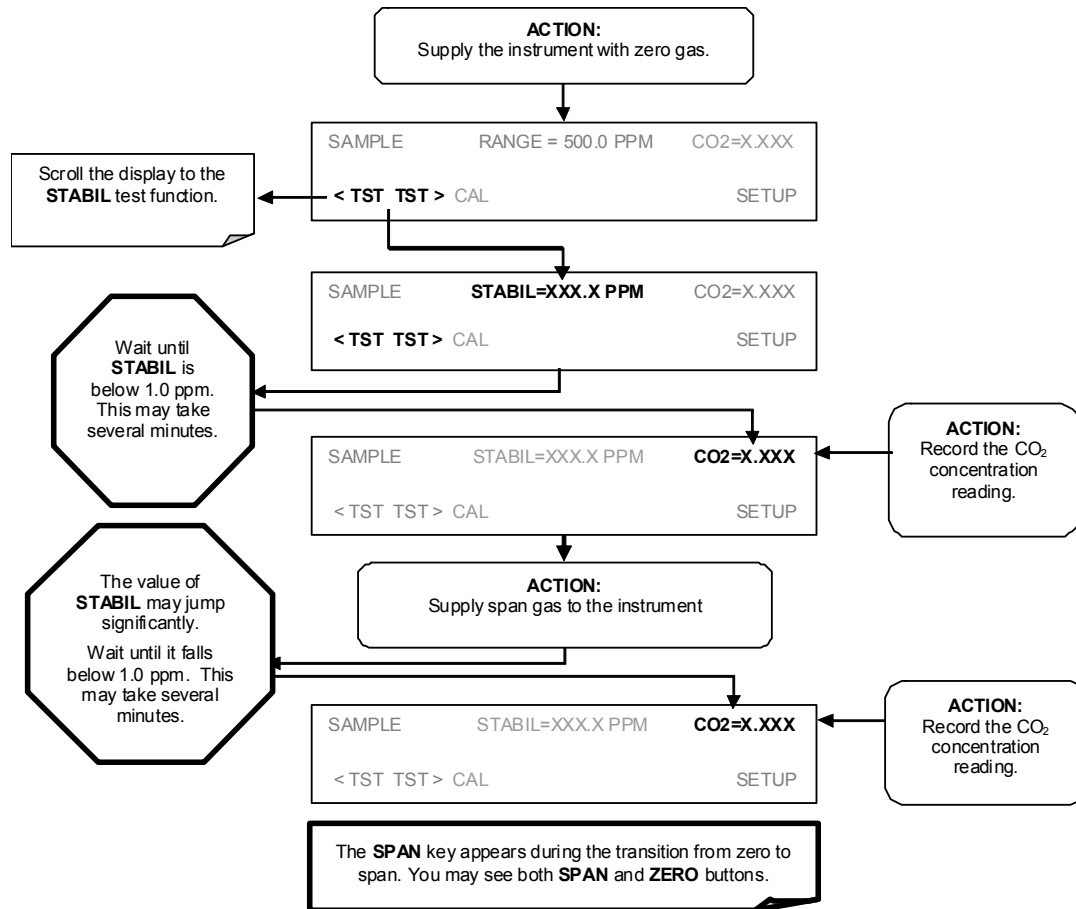 ACTION:
Supply the instrument with zero gas.
SAMPLE RANGE = 500.0 PPM CO2=X.XXX
< TST TST > CAL SETUP
Scroll the display to the
STABIL test function.
SAMPLE STABIL=XXX.X PPM CO2=X.XXX
< TST TST > CAL SETUP
Wait until
STABIL is
below 1.0 ppm.
This may take
several minutes.
SAMPLE STABIL=XXX.X PPM CO2=X.XXX
< TST TST > CAL SETUP
ACTION:
Record the CO₂
concentration
reading.
ACTION:
Supply span gas to the instrument
The value of
STABIL may jump
significantly.
Wait until it falls
below 1.0 ppm. This
may take several
minutes.
SAMPLE STABIL=XXX.X PPM CO2=X.XXX
< TST TST > CAL SETUP
ACTION:
Record the CO₂
concentration
reading.
The SPAN key appears during the transition from zero to
span. You may see both SPAN and ZERO buttons.